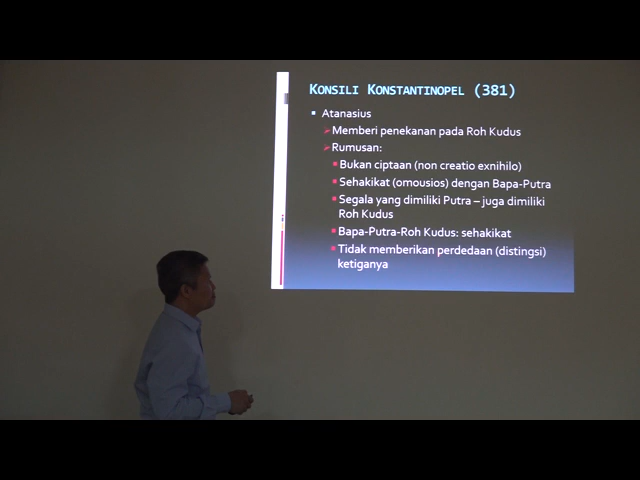 KONSILI KONSTANTINOPEL (381)
Atanasius
Memberi penekanan pada Roh Kudus
Rumusan:
Bukan ciptaan (non creatio exnihilo)
Sehakikat (omousios) dengan Bapa-Putra
Segala yang dimiliki Putra – juga dimiliki
Roh Kudus
Bapa-Putra-Roh Kudus: sehakikat
Tidak memberikan perdedaan (distingsi)
ketiganya